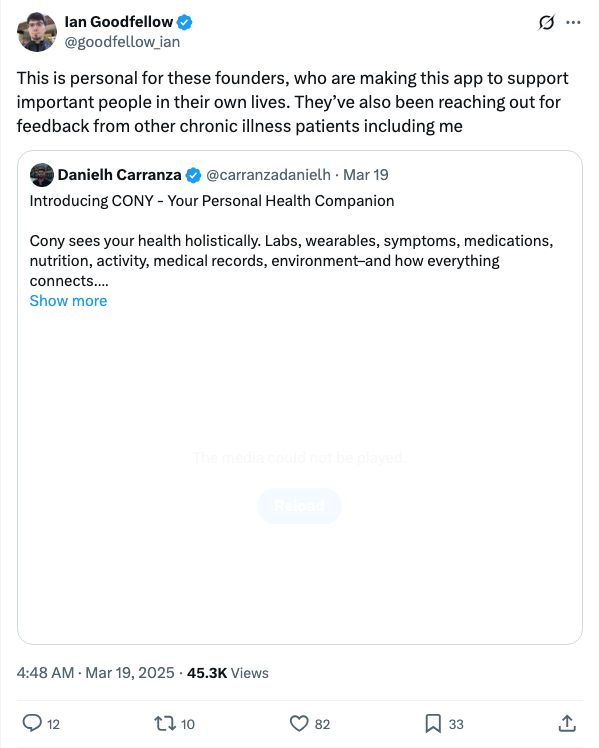 Ian Goodfellow
@goodfellow_ian
This is personal for these founders, who are making this app to support
important people in their own lives. They’ve also been reaching out for
feedback from other chronic illness patients including me
Danielh Carranza @carranzadanielh · Mar 19
Introducing CONY - Your Personal Health Companion
Cony sees your health holistically. Labs, wearables, symptoms, medications,
nutrition, activity, medical records, environment–and how everything
connects....
Show more
The media could not be played.
Reload
4:48 AM · Mar 19, 2025 · 45.3K Views
12 10 82 33